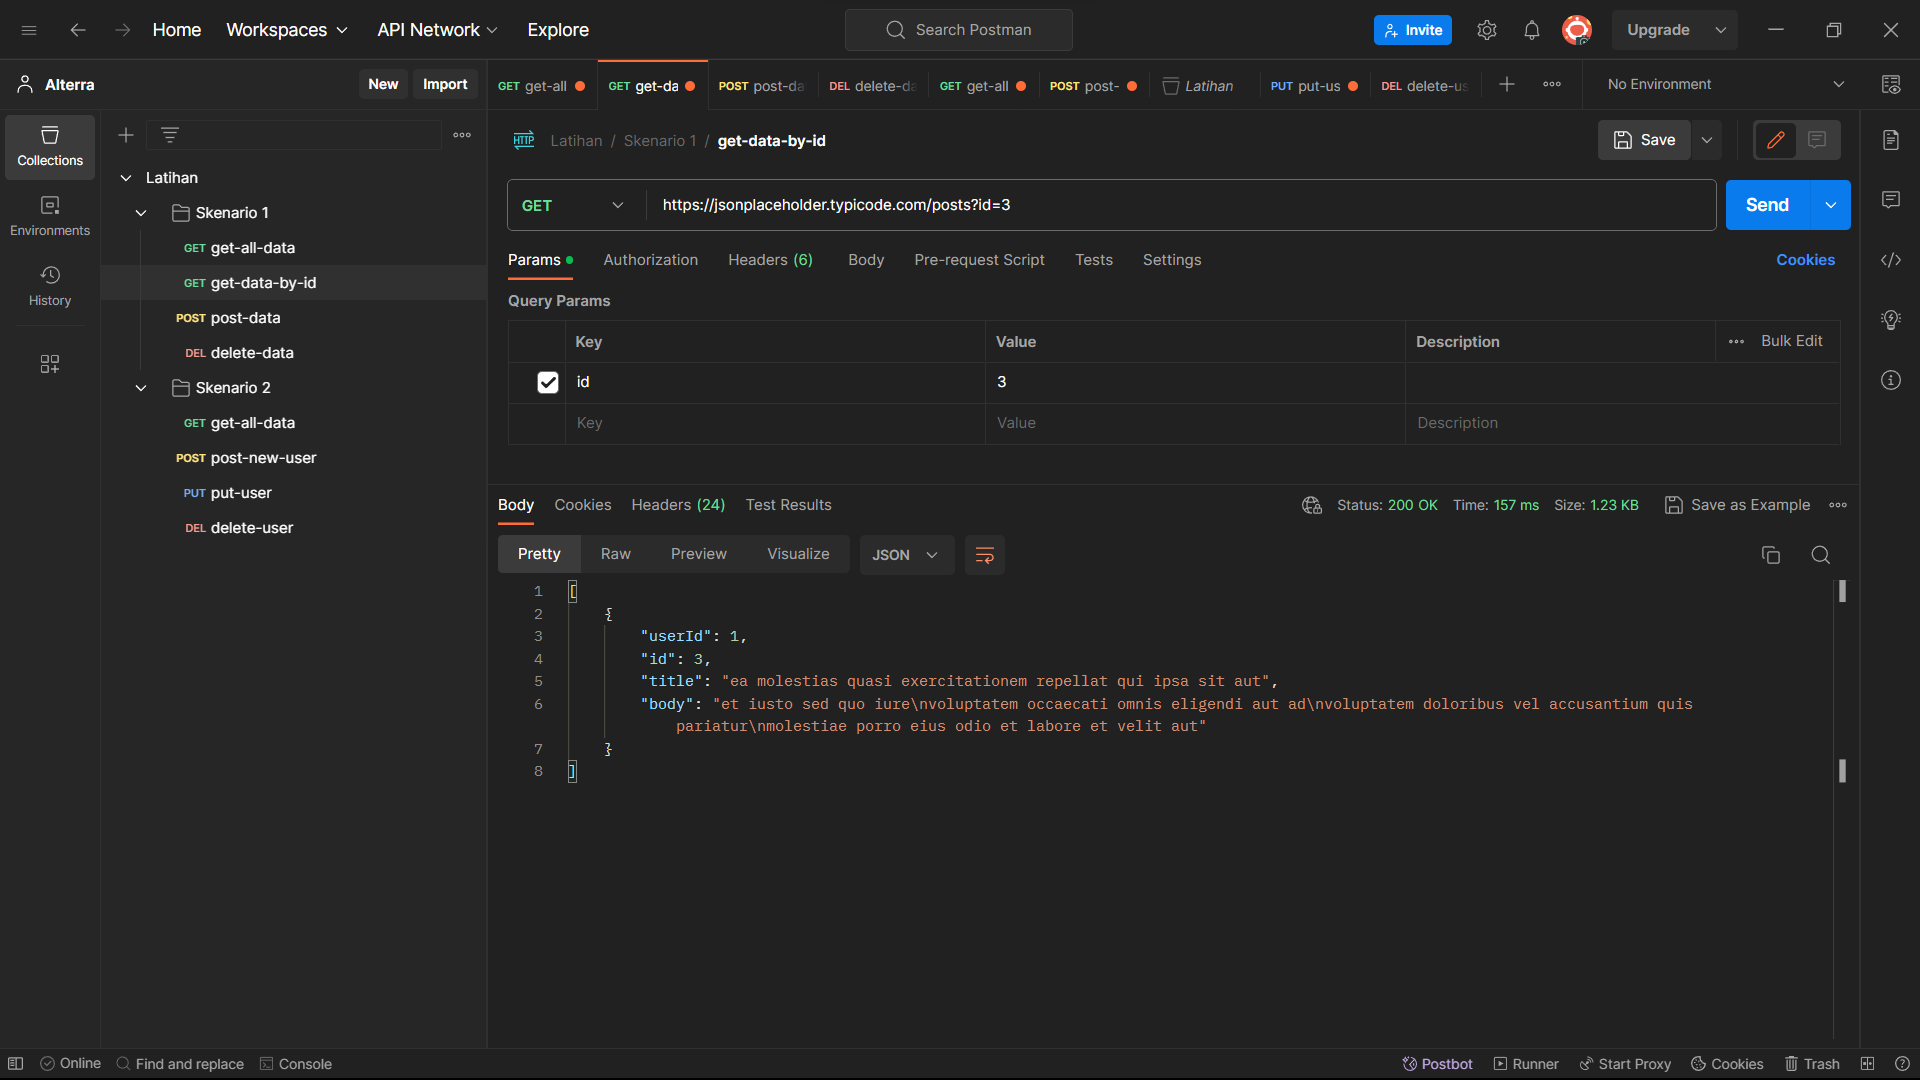 Home Workspaces API Network Explore Search Postman Invite Upgrade
Alterra New Import
GET get-all GET get-da POST post-da DEL delete-da GET get-all POST post- Latihan PUT put-us DEL delete-us No Environment
Collections
Environments
History
Latihan
Skenario 1
GET get-all-data
GET get-data-by-id
POST post-data
DEL delete-data
Skenario 2
GET get-all-data
POST post-new-user
PUT put-user
DEL delete-user
HTTP Latihan / Skenario 1 / get-data-by-id Save
GET https://jsonplaceholder.typicode.com/posts?id=3 Send
Params Authorization Headers (6) Body Pre-request Script Tests Settings Cookies
Query Params
Key Value Description Bulk Edit
id 3
Key Value Description
Body Cookies Headers (24) Test Results Status: 200 OK Time: 157 ms Size: 1.23 KB Save as Example
Pretty Raw Preview Visualize JSON
1 [
2 {
3 "userId": 1,
4 "id": 3,
5 "title": "ea molestias quasi exercitationem repellat qui ipsa sit aut",
6 "body": "et iusto sed quo iure\nvoluptatem occaecati omnis eligendi aut ad\nvoluptatem doloribus vel accusantium quis
pariatur\nmolestiae porro eius odio et labore et velit aut"
7 }
8 ]
Online Find and replace Console Postbot Runner Start Proxy Cookies Trash